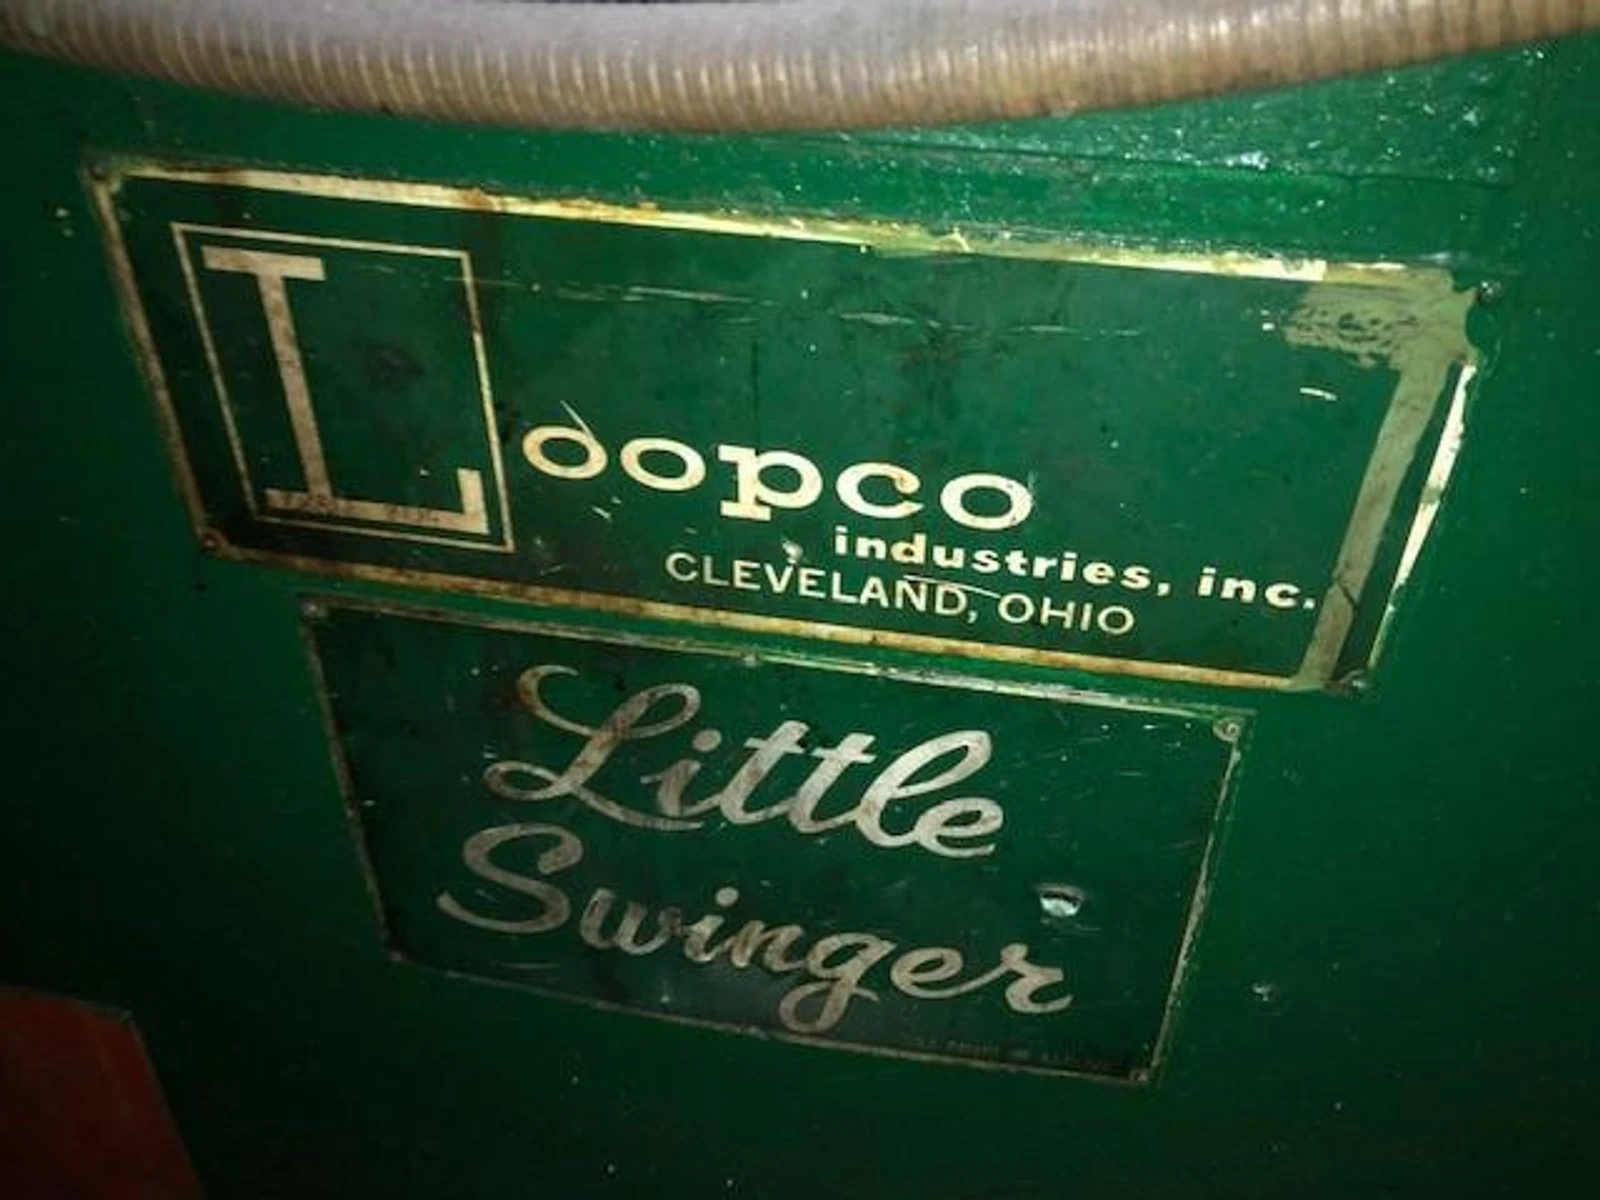 Loopco
industries, inc.
CLEVELAND, OHIO
Little
Swinger